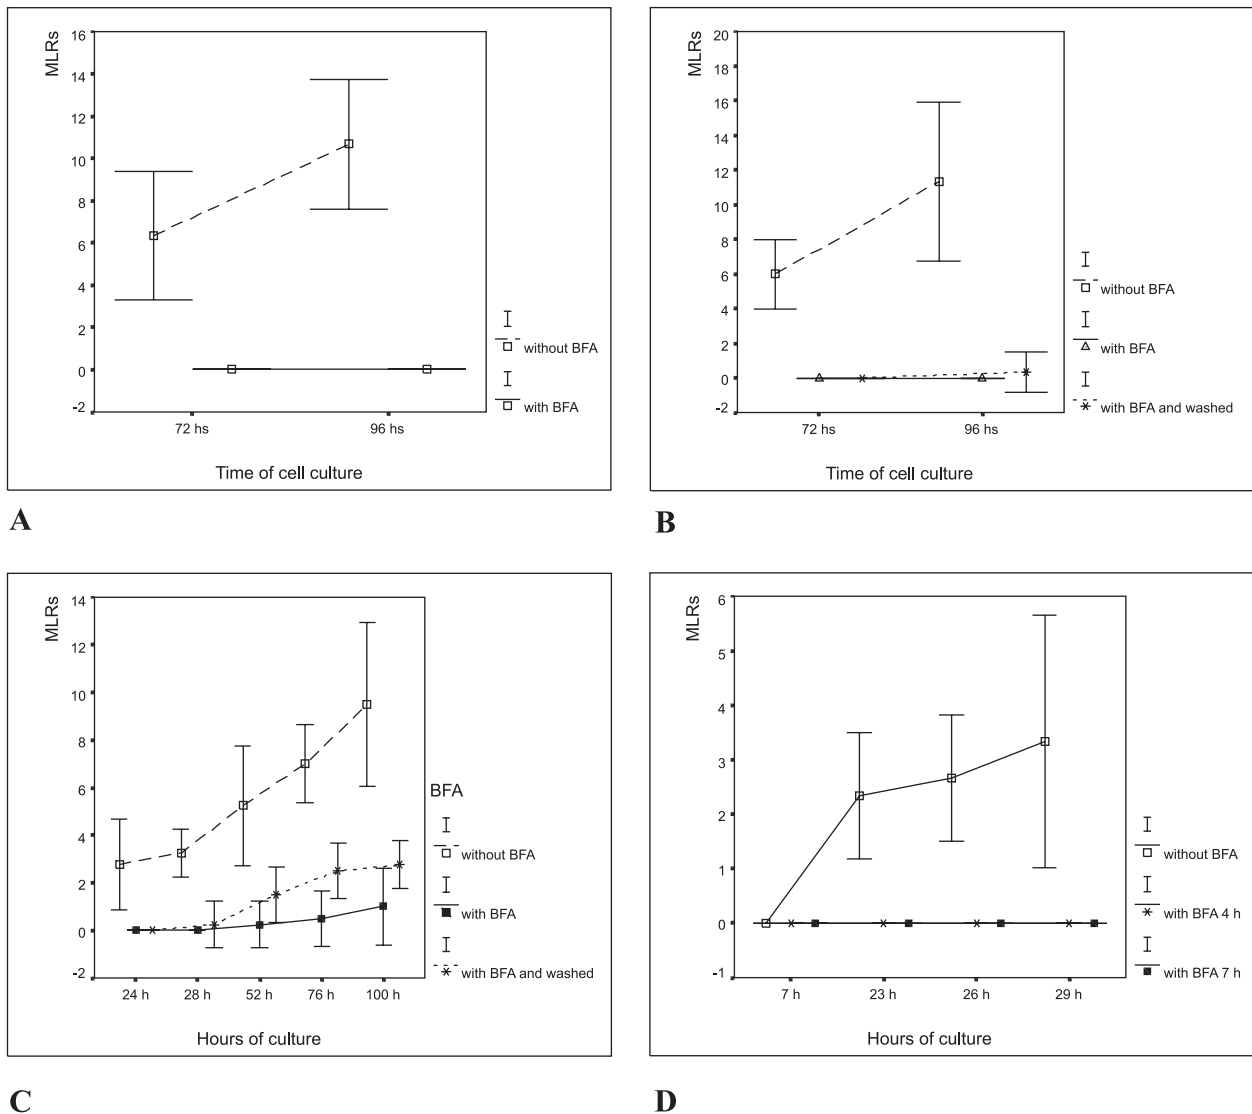 MLRs
16
14
12
10
8
6
4
2
0
-2
72 hs
96 hs
Time of cell culture
without BFA
with BFA
A
MLRs
20
18
16
14
12
10
8
6
4
2
0
-2
72 hs
96 hs
Time of cell culture
without BFA
with BFA
with BFA and washed
B
MLRs
14
12
10
8
6
4
2
0
-2
24 h
28 h
52 h
76 h
100 h
Hours of culture
BFA
without BFA
with BFA
with BFA and washed
C
MLRs
6
5
4
3
2
1
0
-1
7 h
23 h
26 h
29 h
Hours of culture
without BFA
with BFA 4 h
with BFA 7 h
D